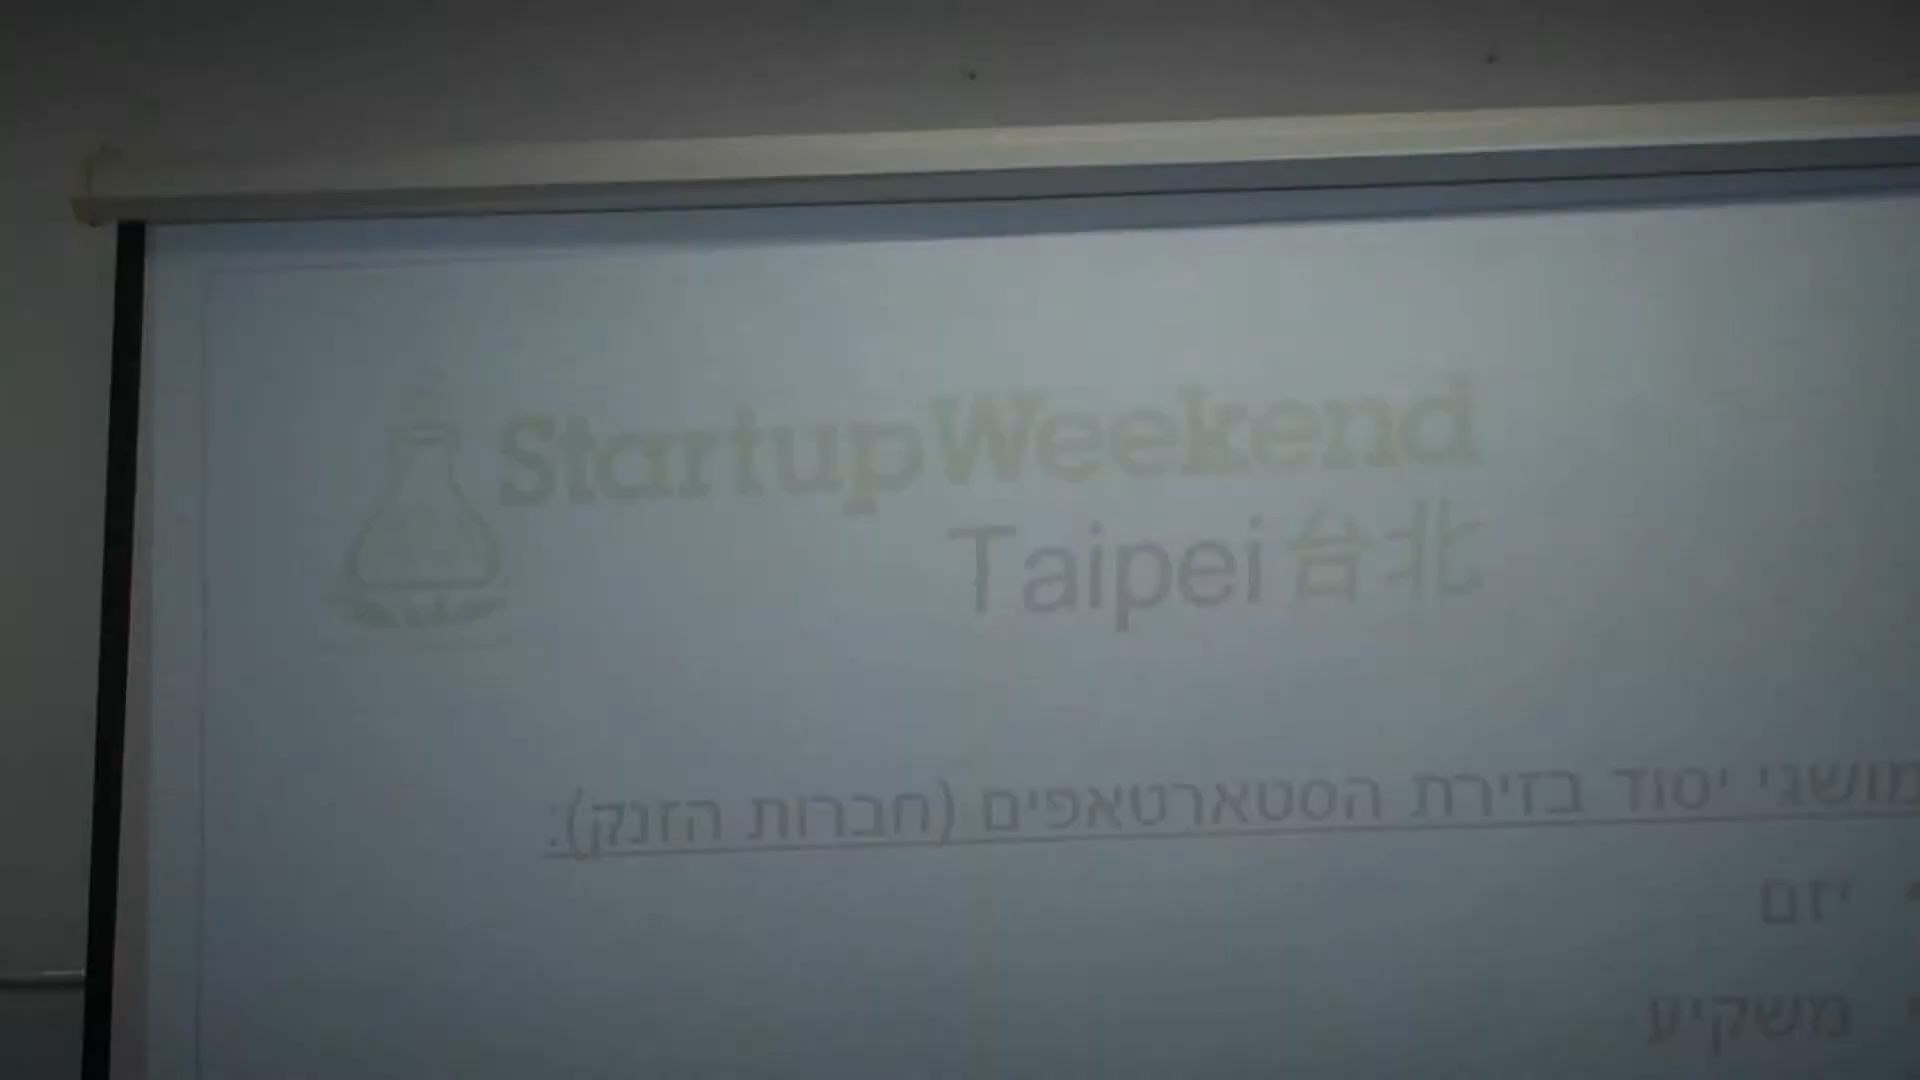 StartupWeekend
Taipei 台北
מושגי יסוד בזירת הסטארטאפים (חברות הזנק):
יזם
משקיע